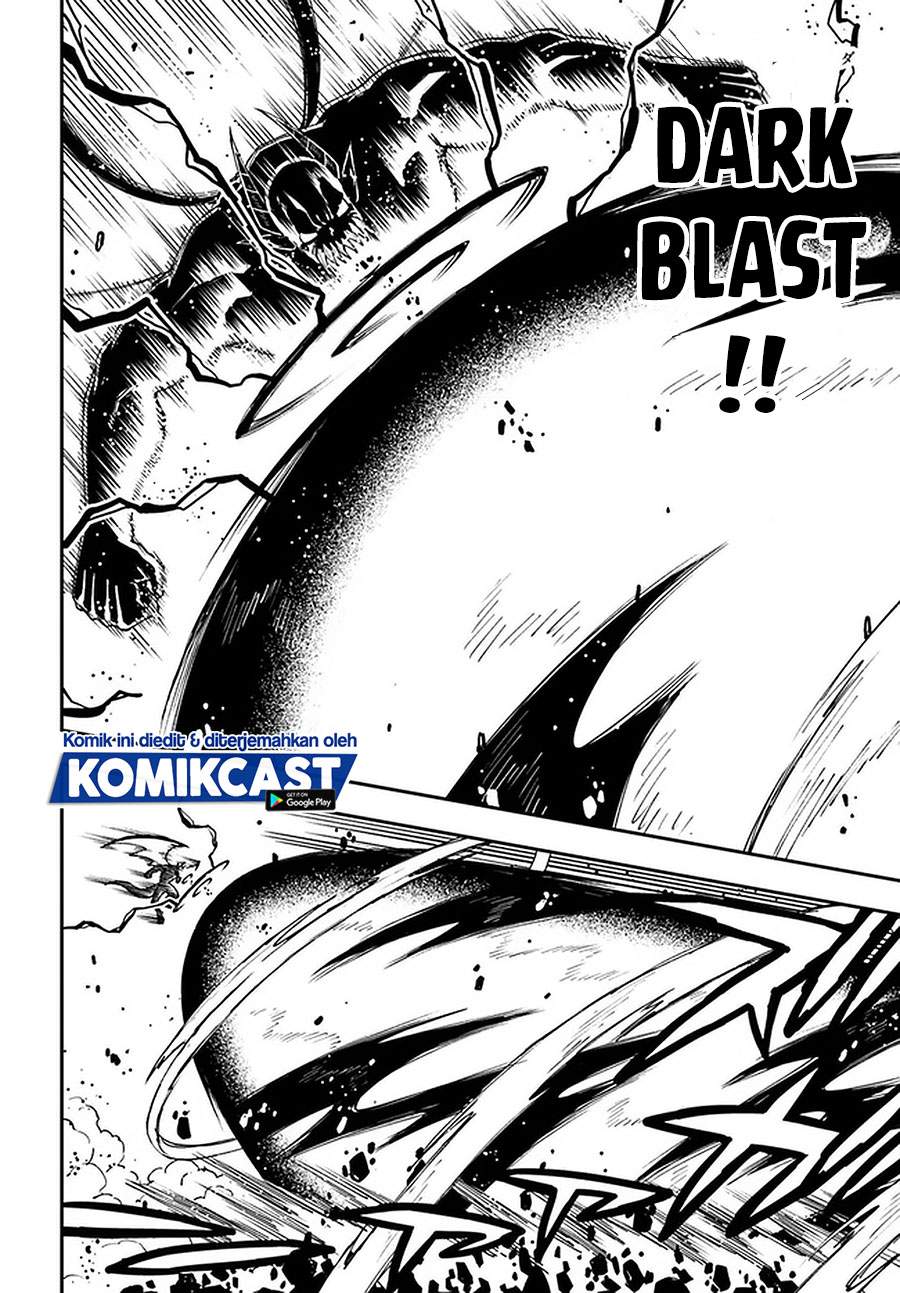 DARK
BLAST
!!
Komik ini diedit & diterjemahkan oleh
KOMIKCAST
GET IT ON
Google Play